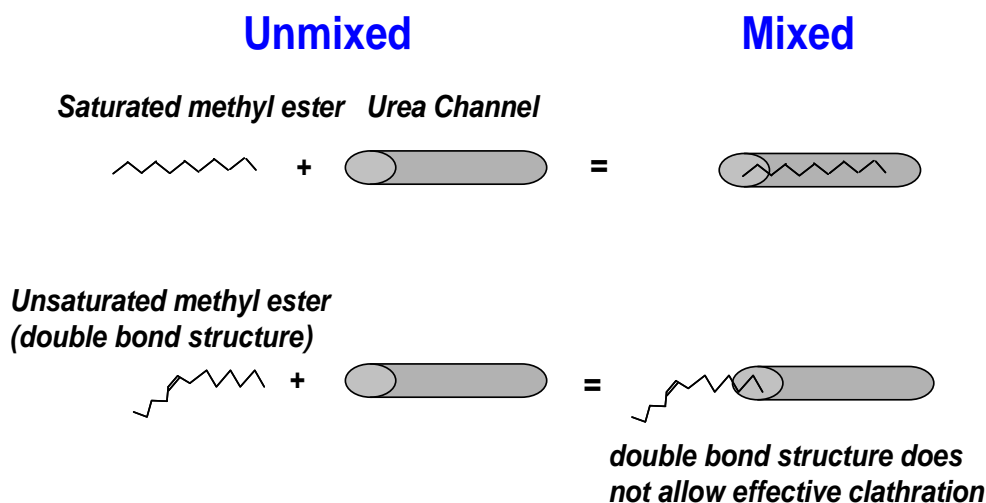 Unmixed Mixed
Saturated methyl ester Urea Channel
+ =
Unsaturated methyl ester
(double bond structure)
+ =
double bond structure does
not allow effective clathration